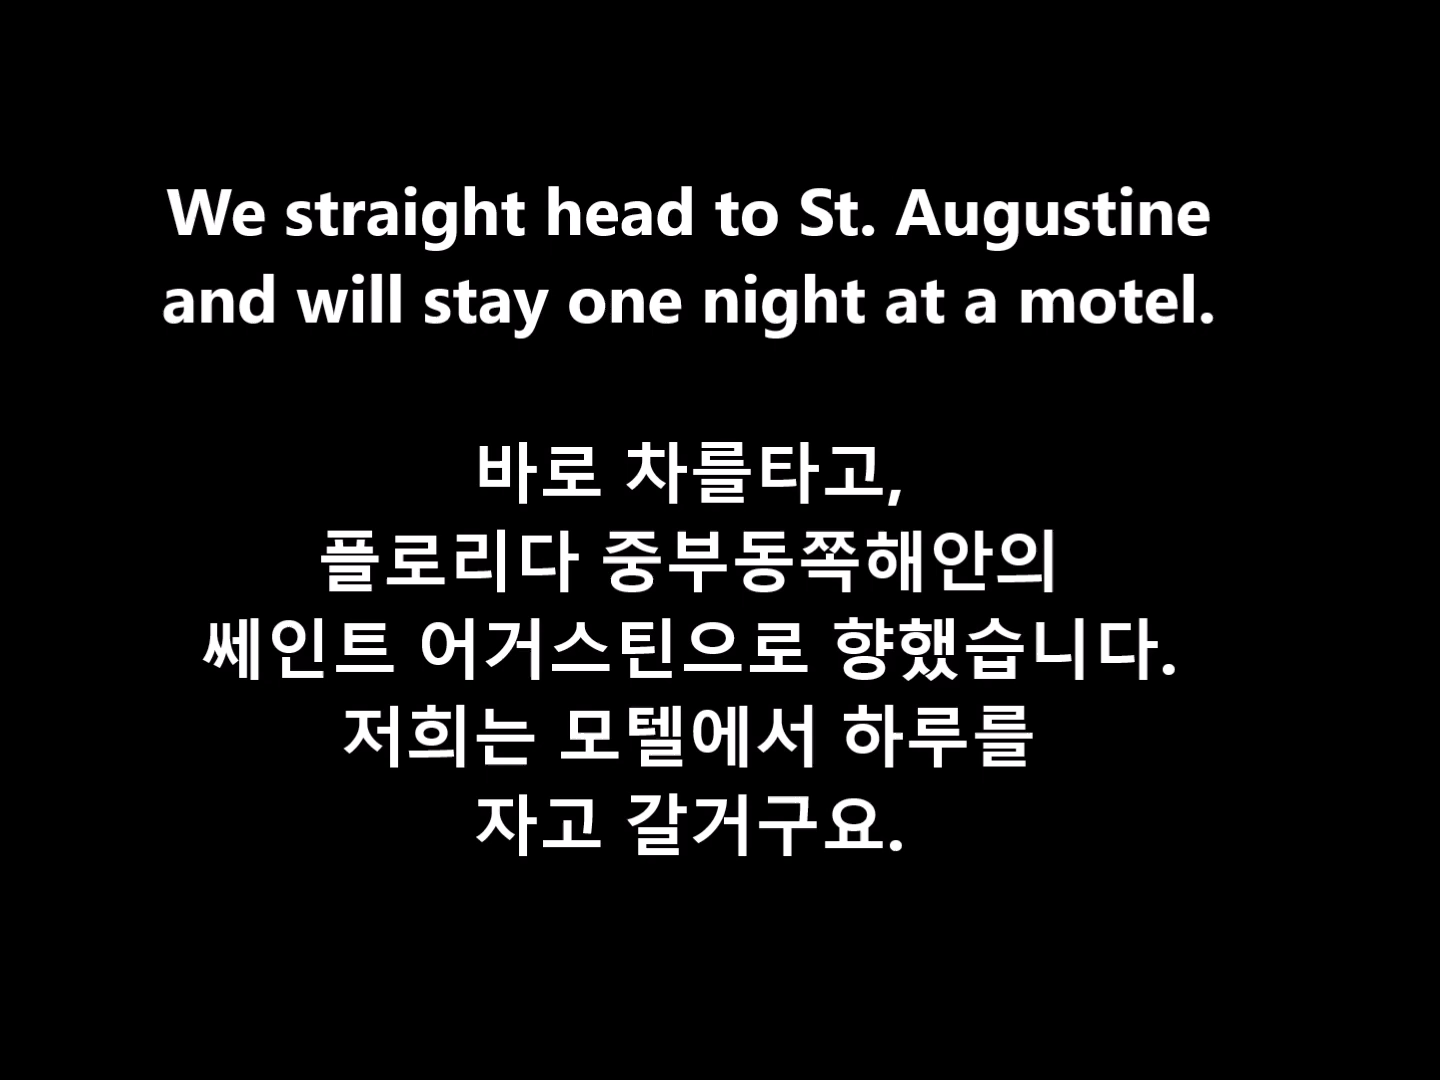 We straight head to St. Augustine
and will stay one night at a motel.
바로 차를타고,
플로리다 중부동쪽해안의
쎄인트 어거스틴으로 향했습니다.
저희는 모텔에서 하루를
자고 갈거구요.